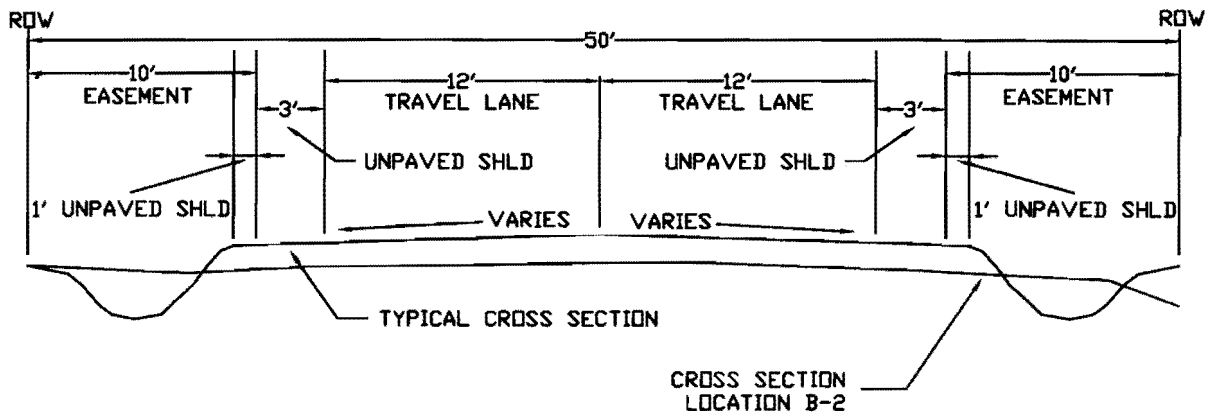 ROW
ROW
50'
10'
EASEMENT
3'
12'
TRAVEL LANE
12'
TRAVEL LANE
3'
10'
EASEMENT
UNPAVED SHLD
UNPAVED SHLD
1' UNPAVED SHLD
1' UNPAVED SHLD
VARIES
VARIES
TYPICAL CROSS SECTION
CROSS SECTION
LOCATION B-2